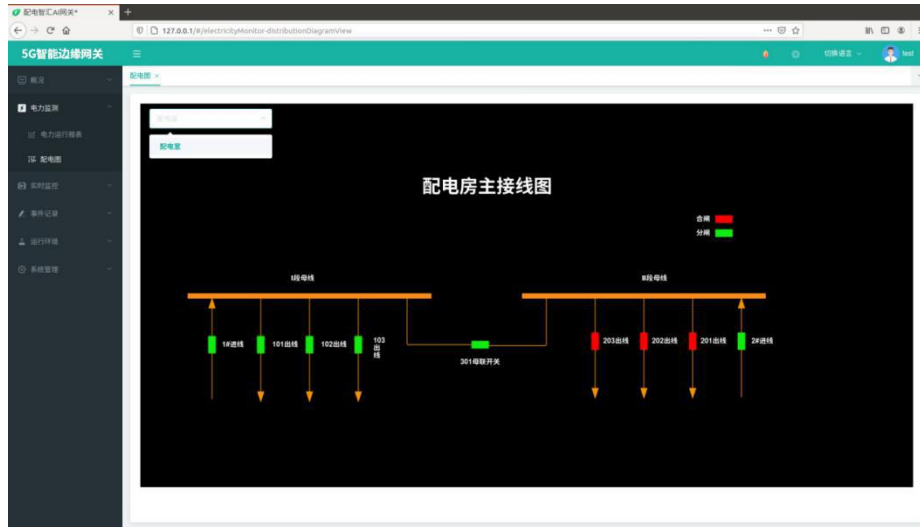 配电智汇AI网关*
127.0.0.1/#/electricityMonitor-distributionDiagramView
5G智能边缘网关
切换语言
test
概况
配电图 ×
电力监测
电力运行报表
配电图
实时监控
事件记录
运行环境
系统管理
配电室
配电室
配电房主接线图
合闸
分闸
I段母线
II段母线
1#进线
101出线
102出线
103
出
线
301母联开关
203出线
202出线
201出线
2#进线